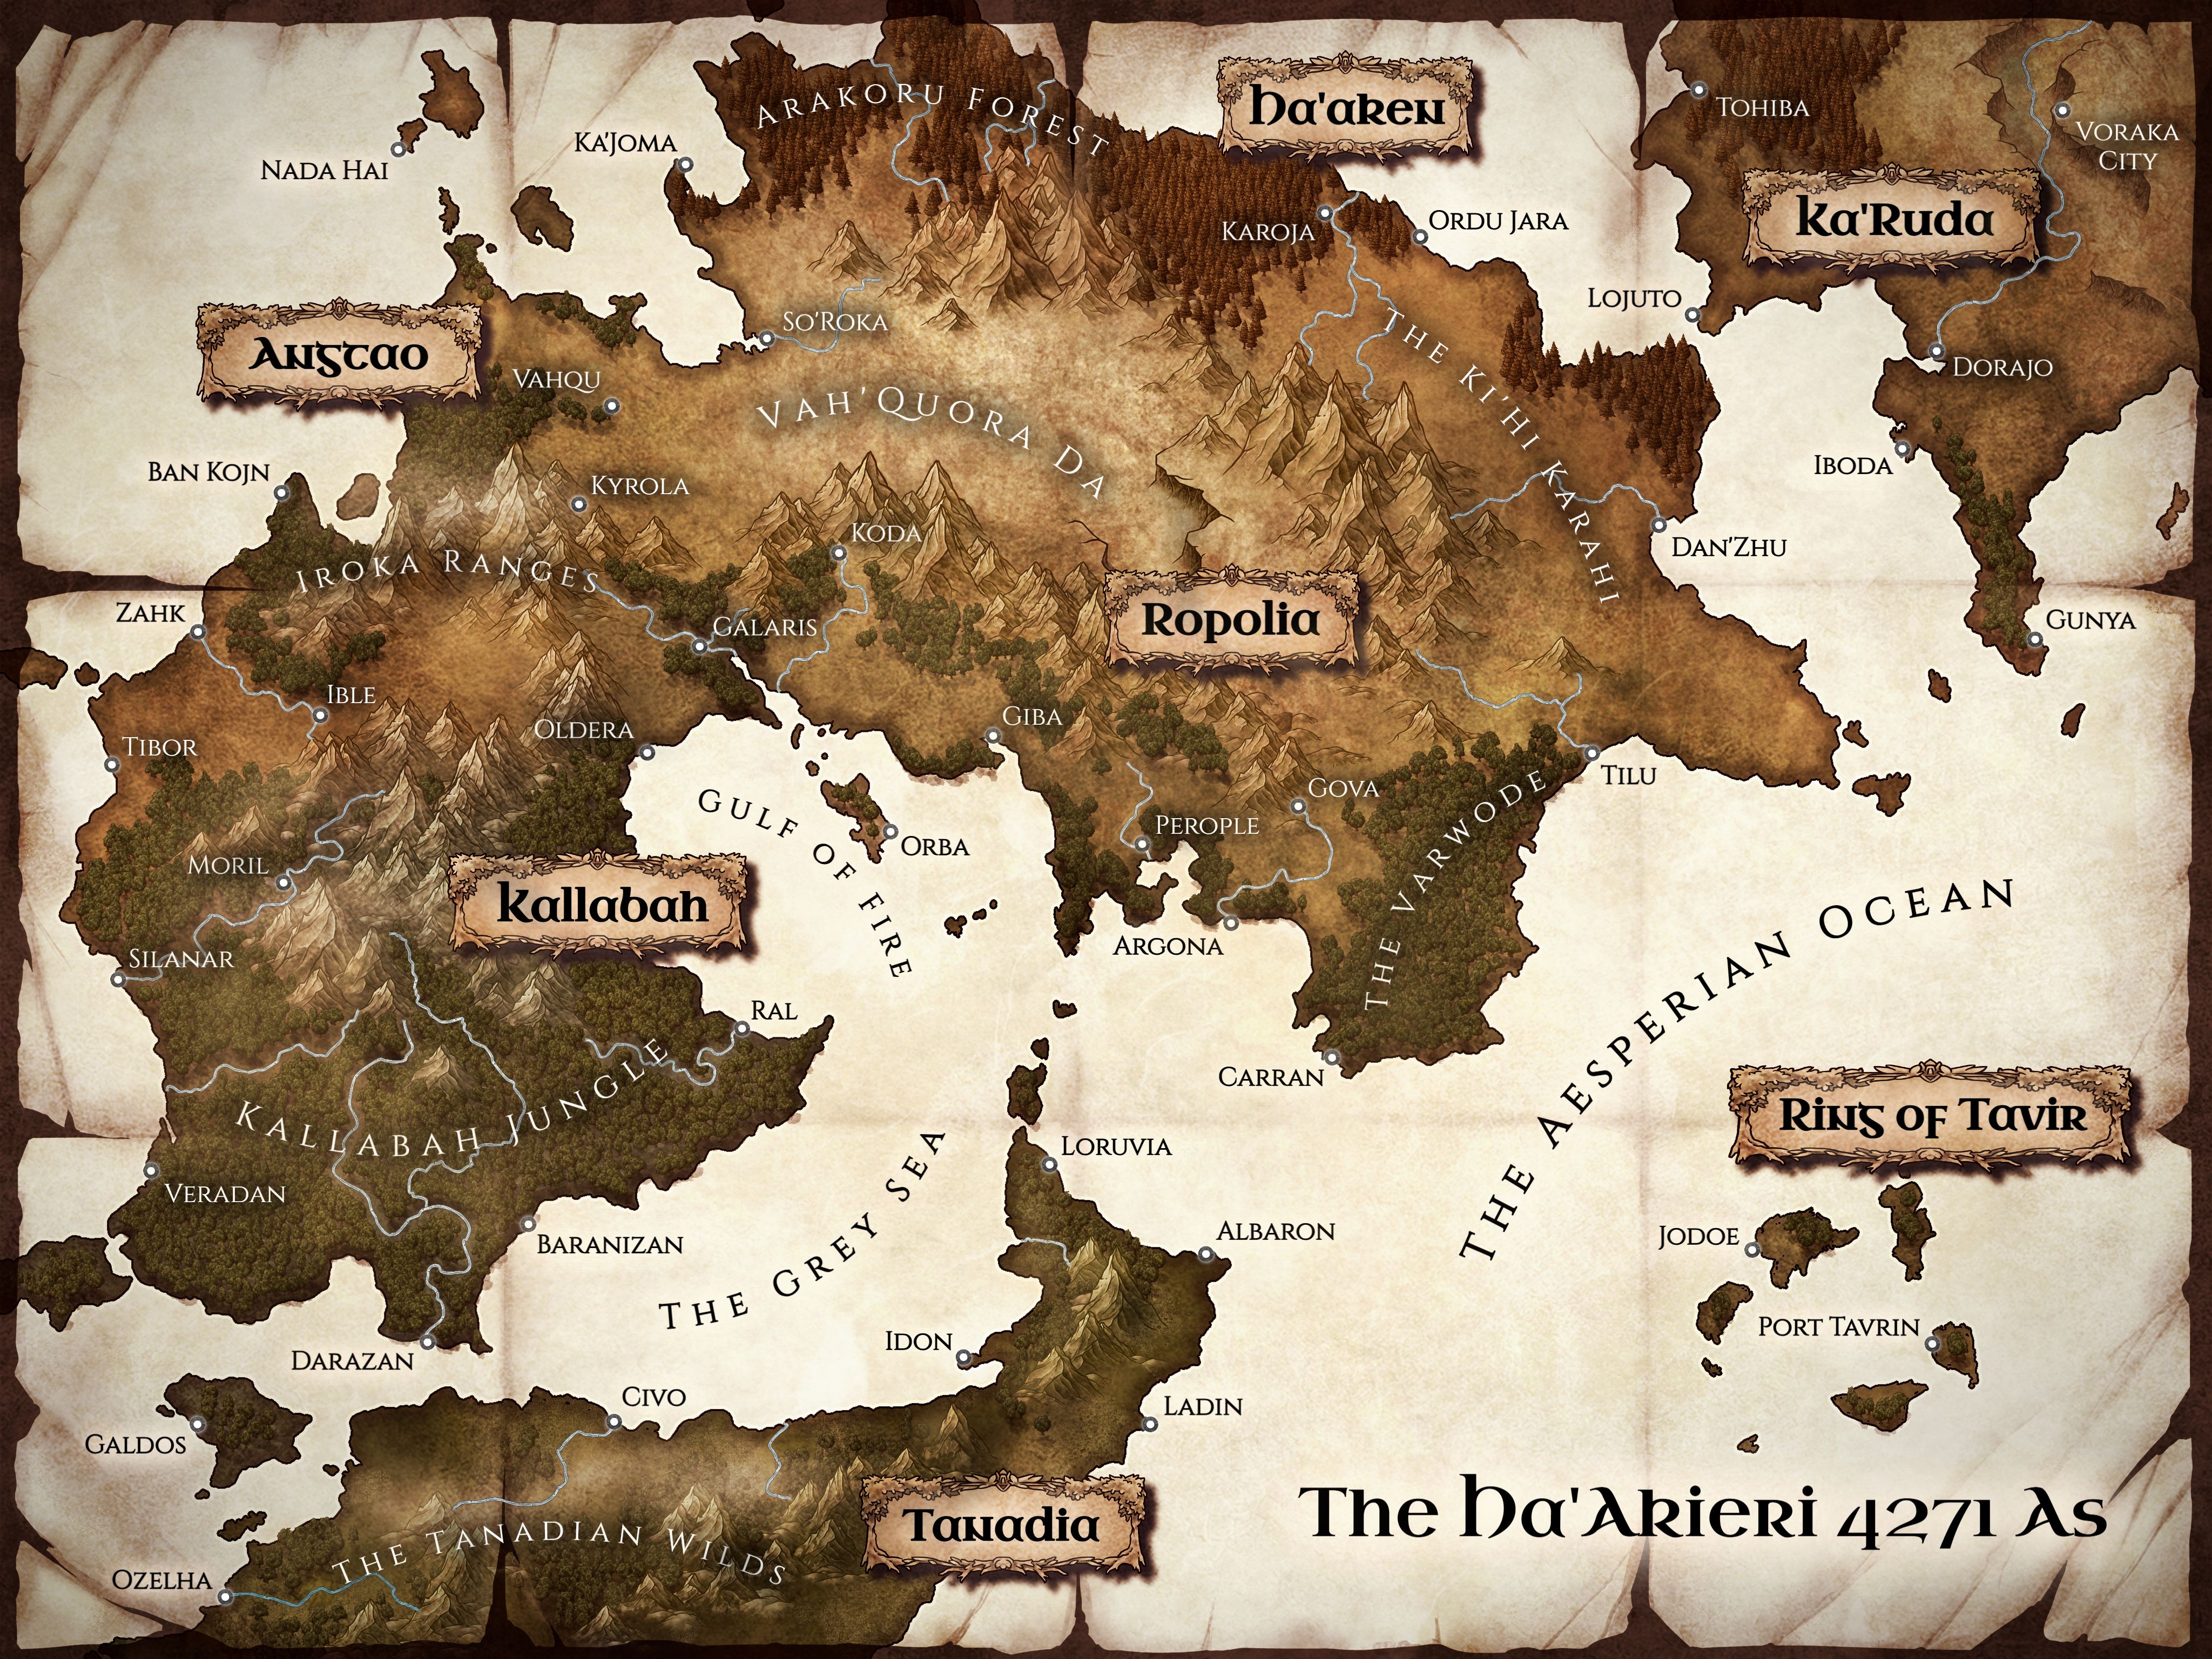 Arakoru Forest
Ha'aren
Tohiba
Voraka
City
Ka'Joma
Nada Hai
Karoja
Ordu Jara
Ka'Ruda
Lojuto
So'Roka
Angtao
Vahqu
The Ki'hi Karahi
Dorajo
Vah'Quora Da
Ban Kojn
Kyrola
Iboda
Koda
Dan'Zhu
Iroka Ranges
Zahk
Galaris
Ropolia
Gunya
Ible
Oldera
Giba
Tibor
Tilu
Gova
Gulf of Fire
Perople
Orba
Moril
The Varwode
Kallabah
Argona
Silanar
The Aesperian Ocean
Ral
Carran
Kallabah Jungle
Ring of Tavir
Loruvia
Veradan
Baranizan
The Grey Sea
Albaron
Jodoe
Port Tavrin
Idon
Darazan
Civo
Ladin
Galdos
Tanadia
The Ha'Arieri 4271 As
The Tanadian Wilds
Ozelha